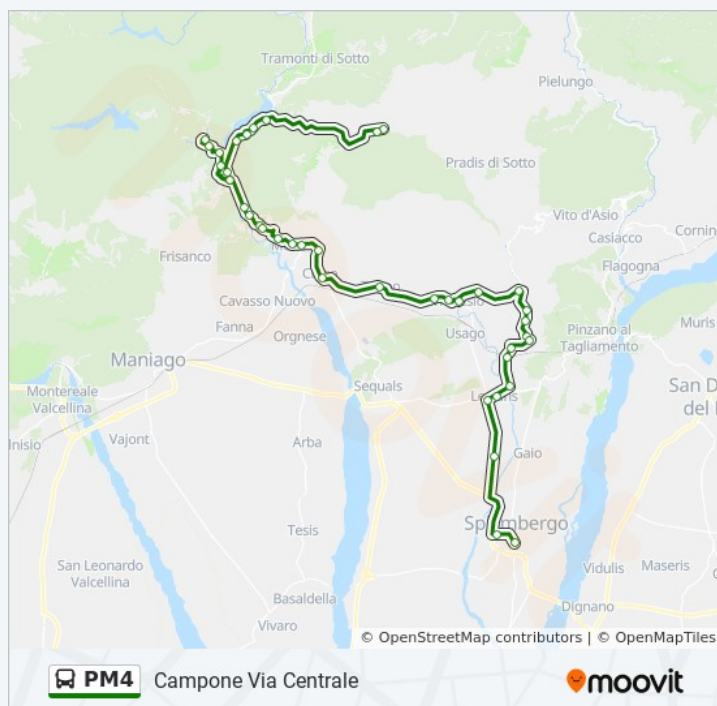 Tramonti di Sotto
Pielungo
Pradis di Sotto
Vito d'Asio
Casiacco
Cornino
Frisanco
Flagogna
Cavasso Nuovo
Fanna
Orgnese
Usago
Pinzano al
Tagliamento
Muris
Maniago
Sequals
San D
del
Montereale
Valcellina
Vajont
Arba
Gaio
Tesis
San Leonardo
Valcellina
Basaldella
Vivaro
Vidulis
Maseris
Dignano
© OpenStreetMap contributors | © OpenMapTiles
PM4
Campone Via Centrale
moovit